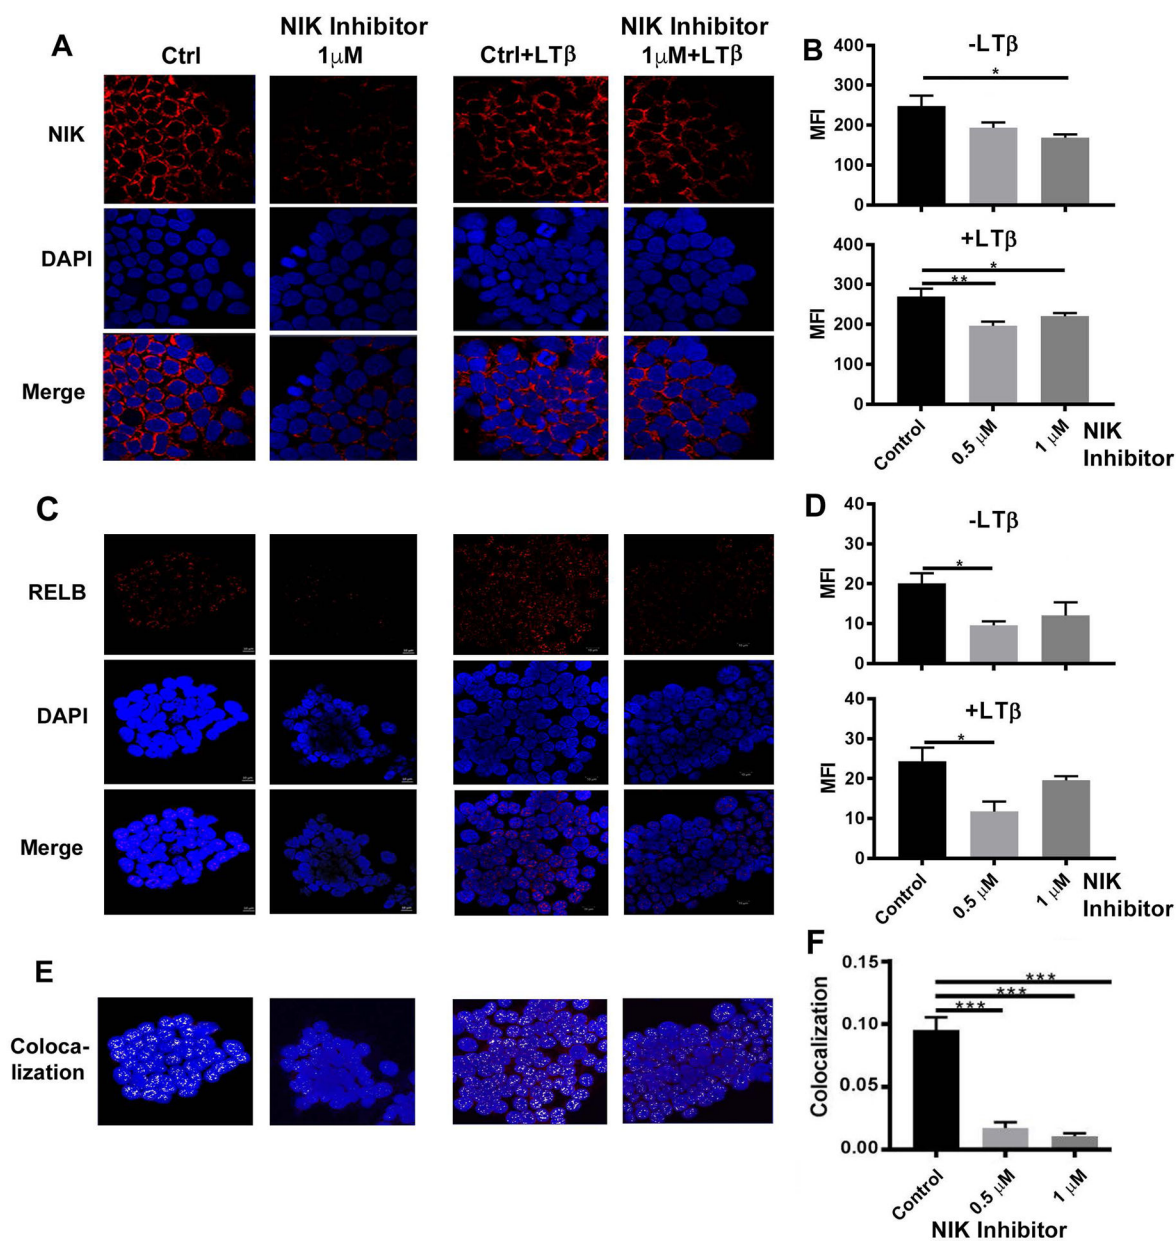 A
Ctrl
NIK Inhibitor
1μM
Ctrl+LTβ
NIK Inhibitor
1μM+LTβ
NIK
DAPI
Merge
B
-LTβ
MFI
400
300
200
100
0
*
+LTβ
MFI
400
300
200
100
0
*
**
Control
0.5 μM
1 μM
NIK
Inhibitor
C
RELB
DAPI
Merge
D
-LTβ
MFI
40
30
20
10
0
*
+LTβ
MFI
40
30
20
10
0
*
Control
0.5 μM
1 μM
NIK
Inhibitor
E
Coloca-
lization
F
Colocalization
0.15
0.10
0.05
0.00
***
***
***
Control
0.5 μM
1 μM
NIK Inhibitor